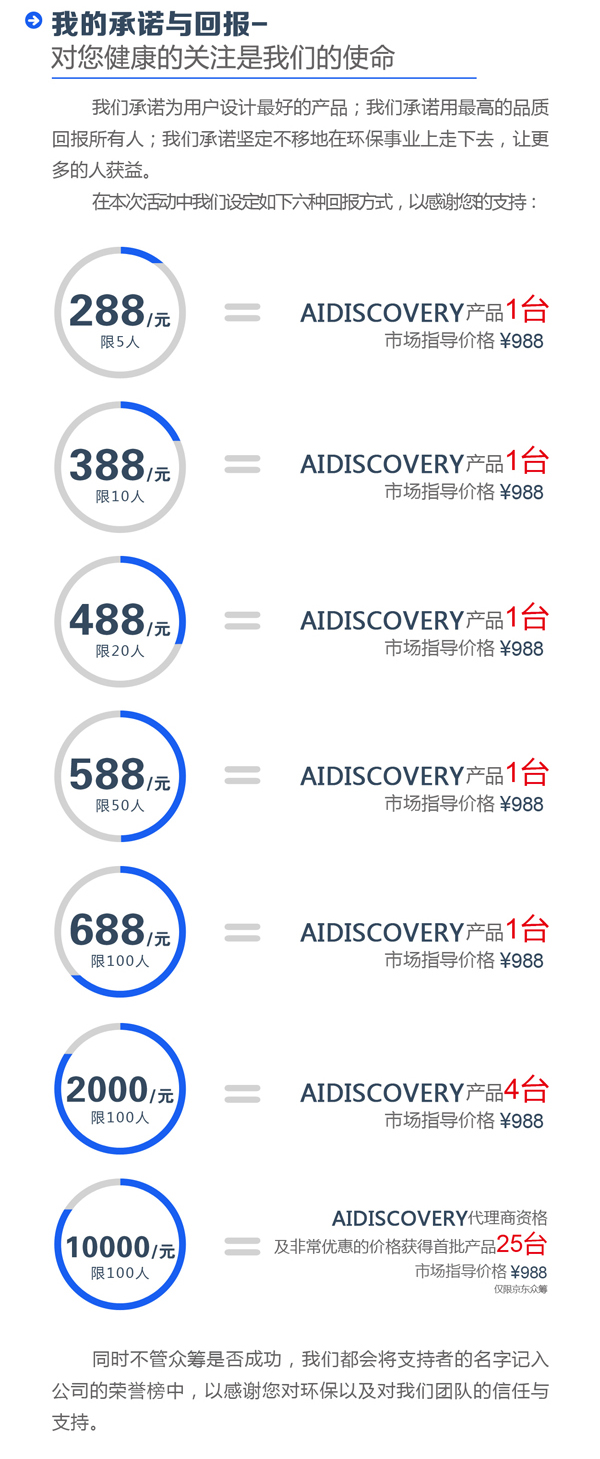 我的承诺与回报-
对您健康的关注是我们的使命
我们承诺为用户设计最好的产品；我们承诺用最高的品质
回报所有人；我们承诺坚定不移地在环保事业上走下去，让更
多的人获益。
在本次活动中我们设定如下六种回报方式，以感谢您的支持：
288/元
限5人
AIDISCOVERY产品1台
市场指导价格 ¥988
388/元
限10人
AIDISCOVERY产品1台
市场指导价格 ¥988
488/元
限20人
AIDISCOVERY产品1台
市场指导价格 ¥988
588/元
限50人
AIDISCOVERY产品1台
市场指导价格 ¥988
688/元
限100人
AIDISCOVERY产品1台
市场指导价格 ¥988
2000/元
限100人
AIDISCOVERY产品4台
市场指导价格 ¥988
10000/元
限100人
AIDISCOVERY代理商资格
及非常优惠的价格获得首批产品25台
市场指导价格 ¥988
仅限京东众筹
同时不管众筹是否成功，我们都会将支持者的名字记入
公司的荣誉榜中，以感谢您对环保以及对我们团队的信任与
支持。